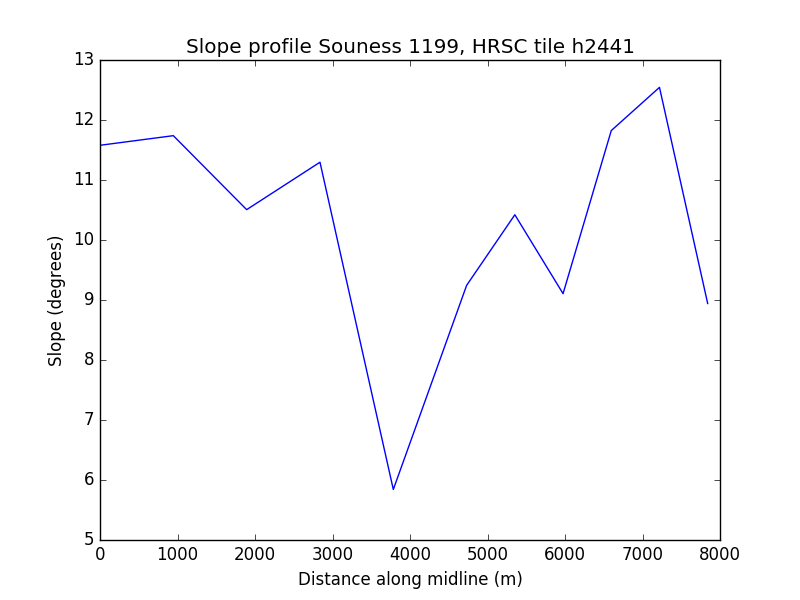 Slope profile Souness 1199, HRSC tile h2441
13
12
11
10
9
8
7
6
5
Slope (degrees)
0 1000 2000 3000 4000 5000 6000 7000 8000
Distance along midline (m)